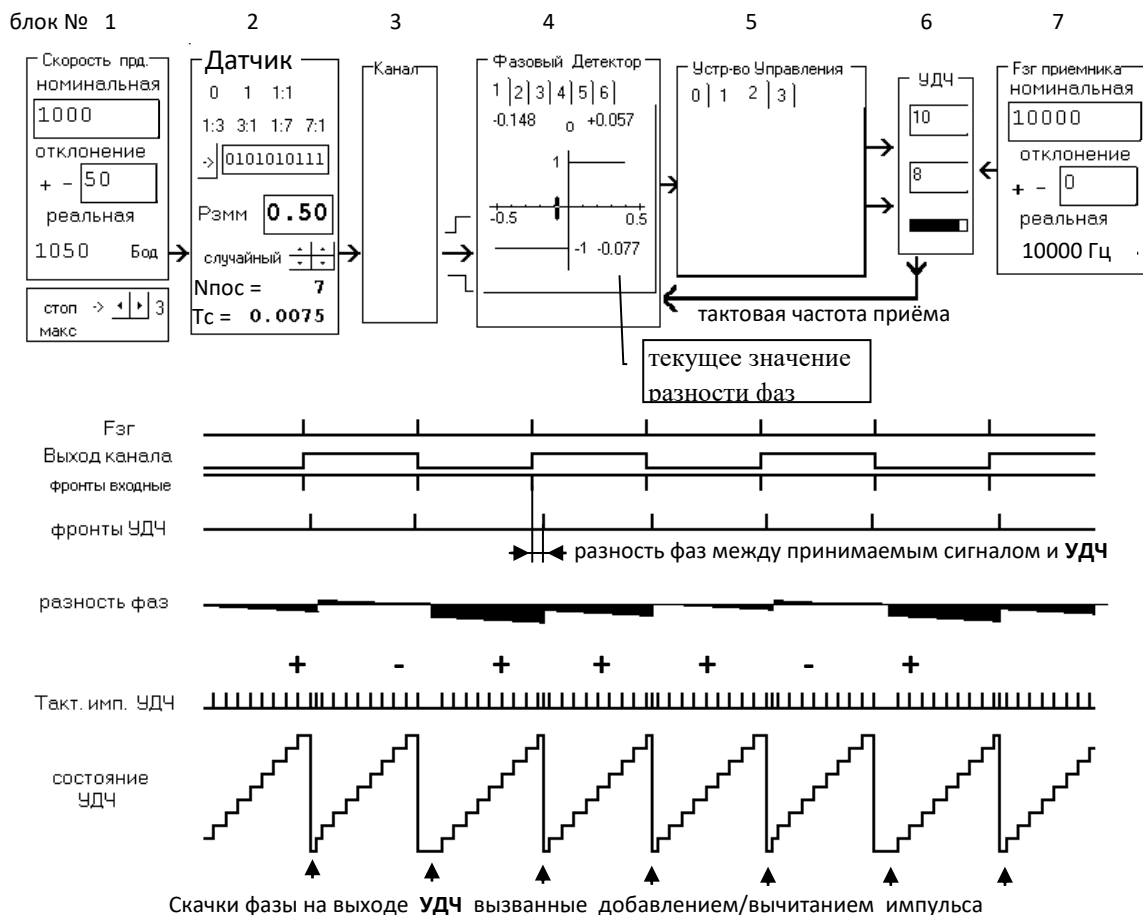 блок № 1 2 3 4 5 6 7
Скорость прд.
номинальная
1000
отклонение
+ - 50
реальная
1050 Бод
стоп -> 3
макс
Датчик
0 1 1:1
1:3 3:1 1:7 7:1
-> 0101010111
Pзмм 0.50
случайный
Nпос = 7
Tс = 0.0075
Канал
Фазовый Детектор
1 2 3 4 5 6
-0.148 0 +0.057
1
-0.5 0.5
-1 -0.077
Устр-во Управления
0 1 2 3
УДЧ
10
8
Fзг приемника
номинальная
10000
отклонение
+ - 0
реальная
10000 Гц
тактовая частота приёма
текущее значение
разности фаз
Fзг
Выход канала
фронты входные
фронты УДЧ
разность фаз между принимаемым сигналом и УДЧ
разность фаз
+ - + + + - +
Такт. имп. УДЧ
состояние
УДЧ
Скачки фазы на выходе УДЧ вызванные добавлением/вычитанием импульса